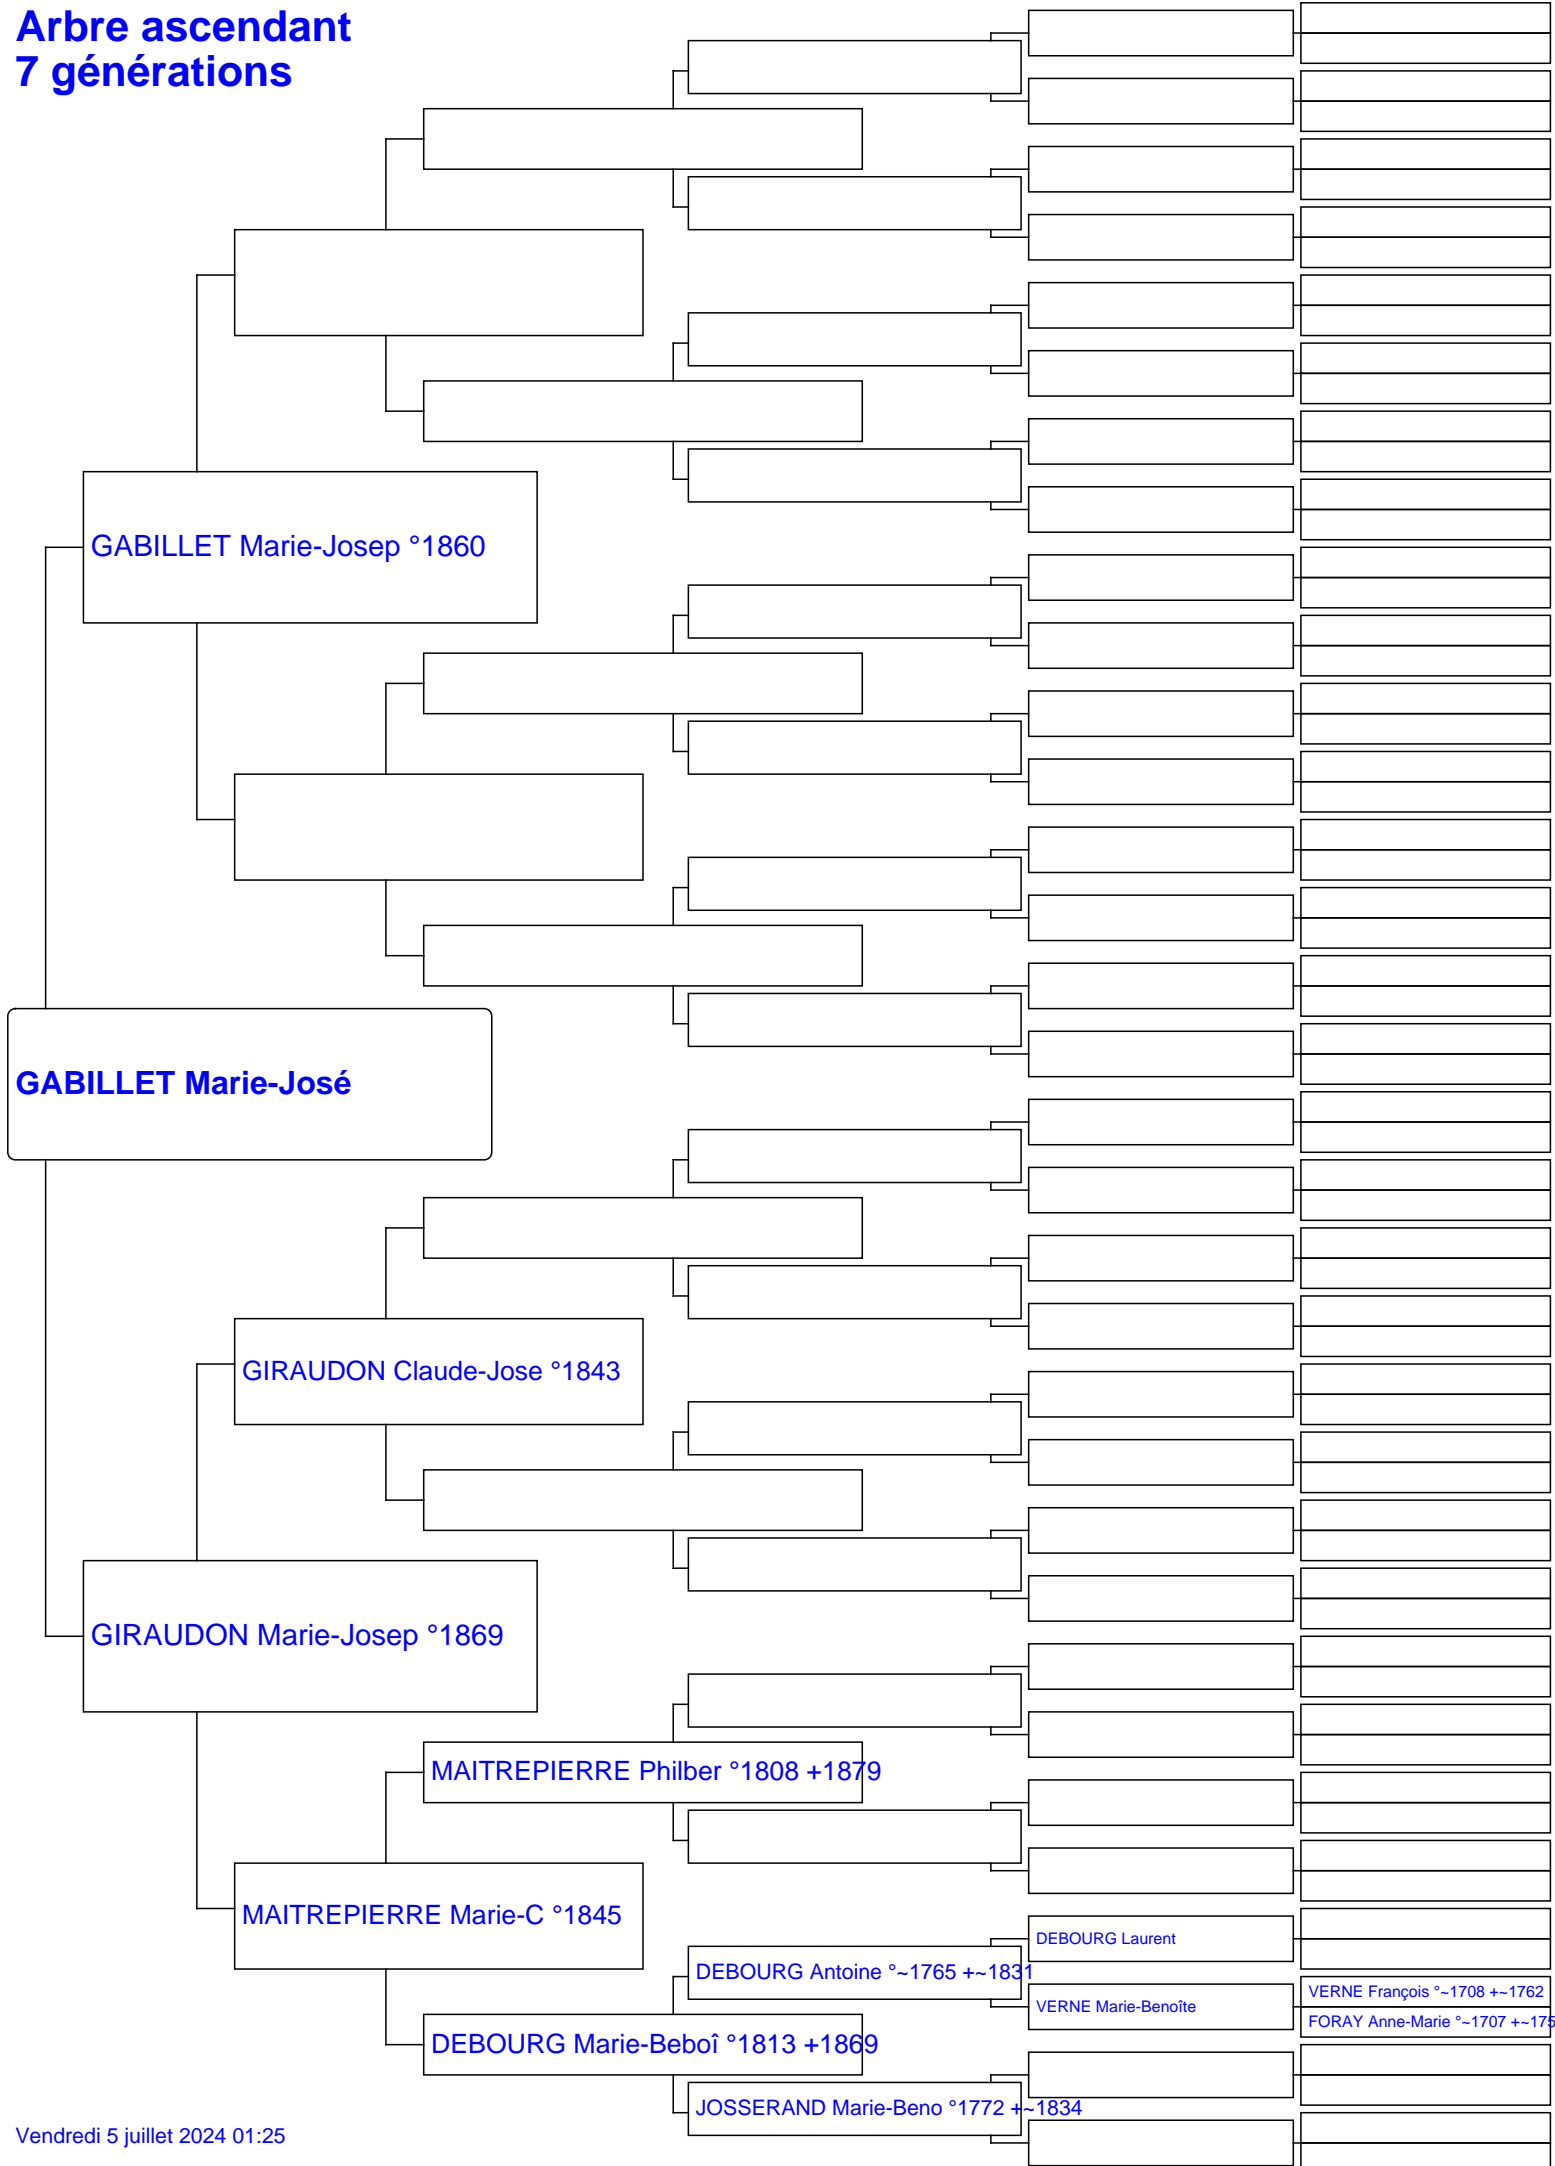 Arbre ascendant
7 générations
GABILLET Marie-Josep °1860
GABILLET Marie-José
GIRAUDON Claude-Jose °1843
GIRAUDON Marie-Josep °1869
MAITREPIERRE Philber °1808 +1879
MAITREPIERRE Marie-C °1845
DEBOURG Laurent
DEBOURG Antoine °~1765 +~1831
VERNE François °~1708 +~1762
VERNE Marie-Benoîte
FORAY Anne-Marie °~1707 +~175
DEBOURG Marie-Beboî °1813 +1869
JOSSERAND Marie-Beno °1772 +~1834
Vendredi 5 juillet 2024 01:25